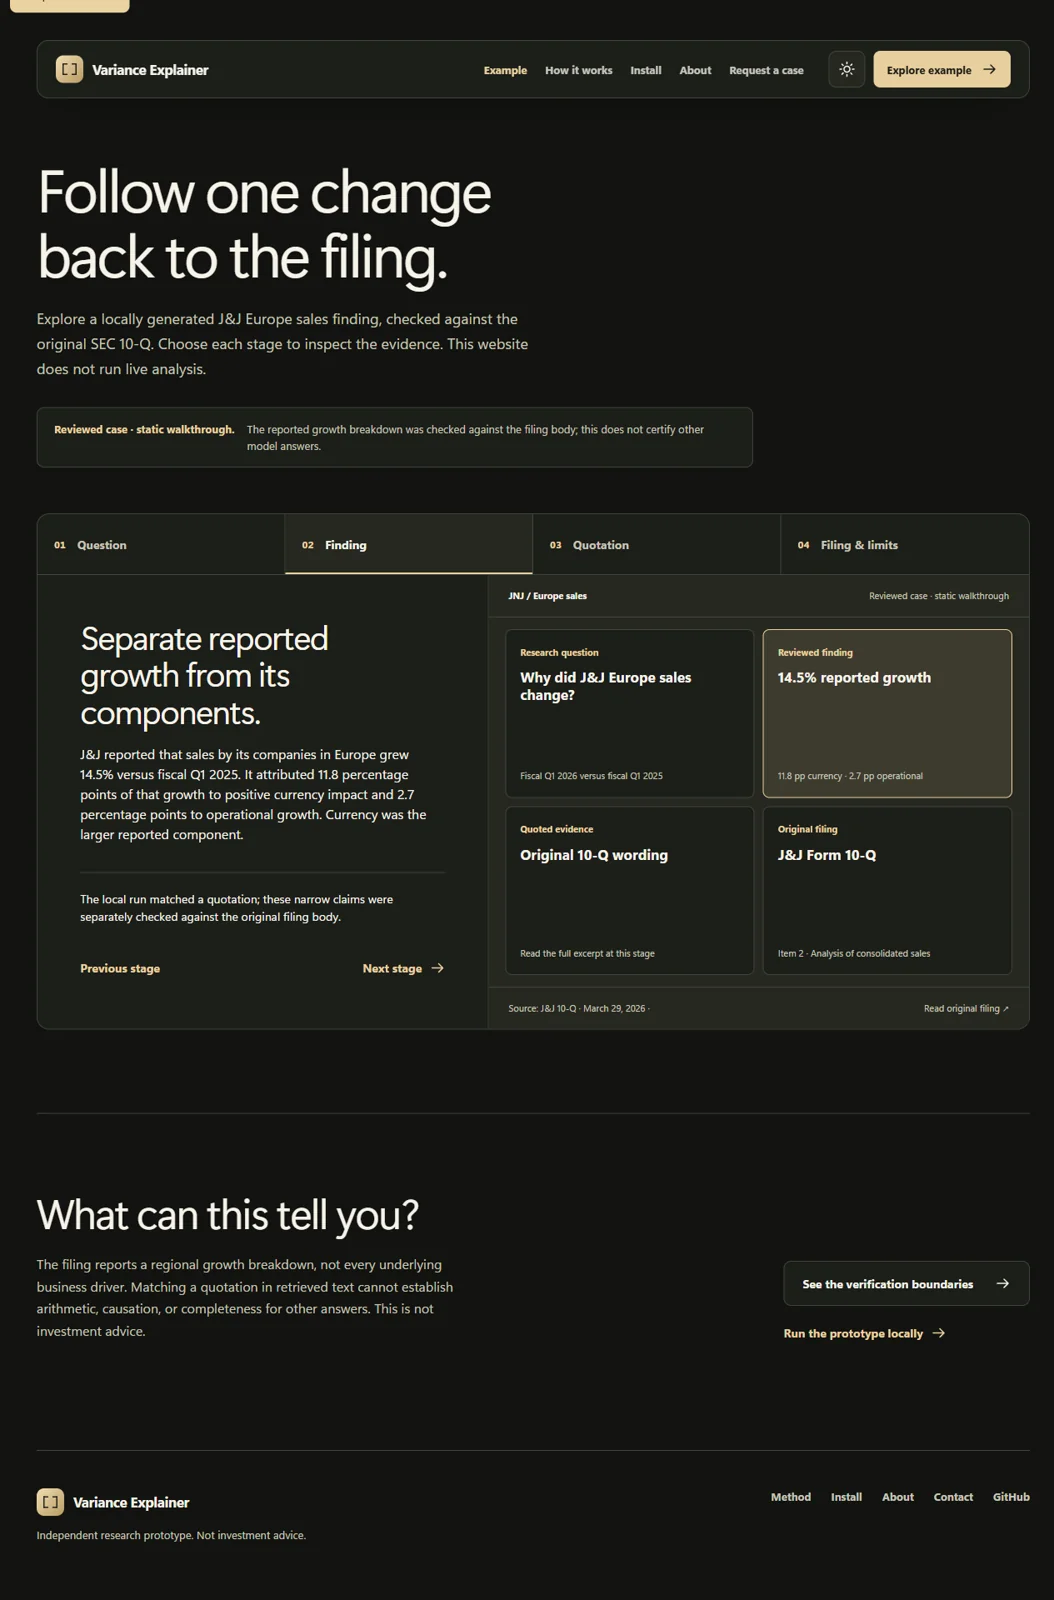 Variance Explainer
Example
How it works
Install
About
Request a case
Explore example
Follow one change
back to the filing.
Explore a locally generated J&J Europe sales finding, checked against the
original SEC 10-Q. Choose each stage to inspect the evidence. This website
does not run live analysis.
Reviewed case · static walkthrough.
The reported growth breakdown was checked against the filing body; this does not certify other
model answers.
01 Question
02 Finding
03 Quotation
04 Filing & limits
Separate reported
growth from its
components.
J&J reported that sales by its companies in Europe grew
14.5% versus fiscal Q1 2025. It attributed 11.8 percentage
points of that growth to positive currency impact and 2.7
percentage points to operational growth. Currency was the
larger reported component.
The local run matched a quotation; these narrow claims were
separately checked against the original filing body.
Previous stage
Next stage
JNJ / Europe sales
Reviewed case · static walkthrough
Research question
Why did J&J Europe sales
change?
Fiscal Q1 2026 versus fiscal Q1 2025
Reviewed finding
14.5% reported growth
11.8 pp currency · 2.7 pp operational
Quoted evidence
Original 10-Q wording
Read the full excerpt at this stage
Original filing
J&J Form 10-Q
Item 2 · Analysis of consolidated sales
Source: J&J 10-Q · March 29, 2026 ·
Read original filing ↗
What can this tell you?
The filing reports a regional growth breakdown, not every underlying
business driver. Matching a quotation in retrieved text cannot establish
arithmetic, causation, or completeness for other answers. This is not
investment advice.
See the verification boundaries
Run the prototype locally
Variance Explainer
Independent research prototype. Not investment advice.
Method
Install
About
Contact
GitHub